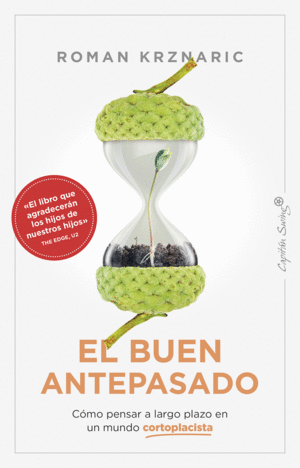 ROMAN KRZNARIC
«El libro que
agradecerán
los hijos de
nuestros hijos»
THE EDGE, U2
Capitán Swing
EL BUEN
ANTEPASADO
Cómo pensar a largo plazo en
un mundo cortoplacista